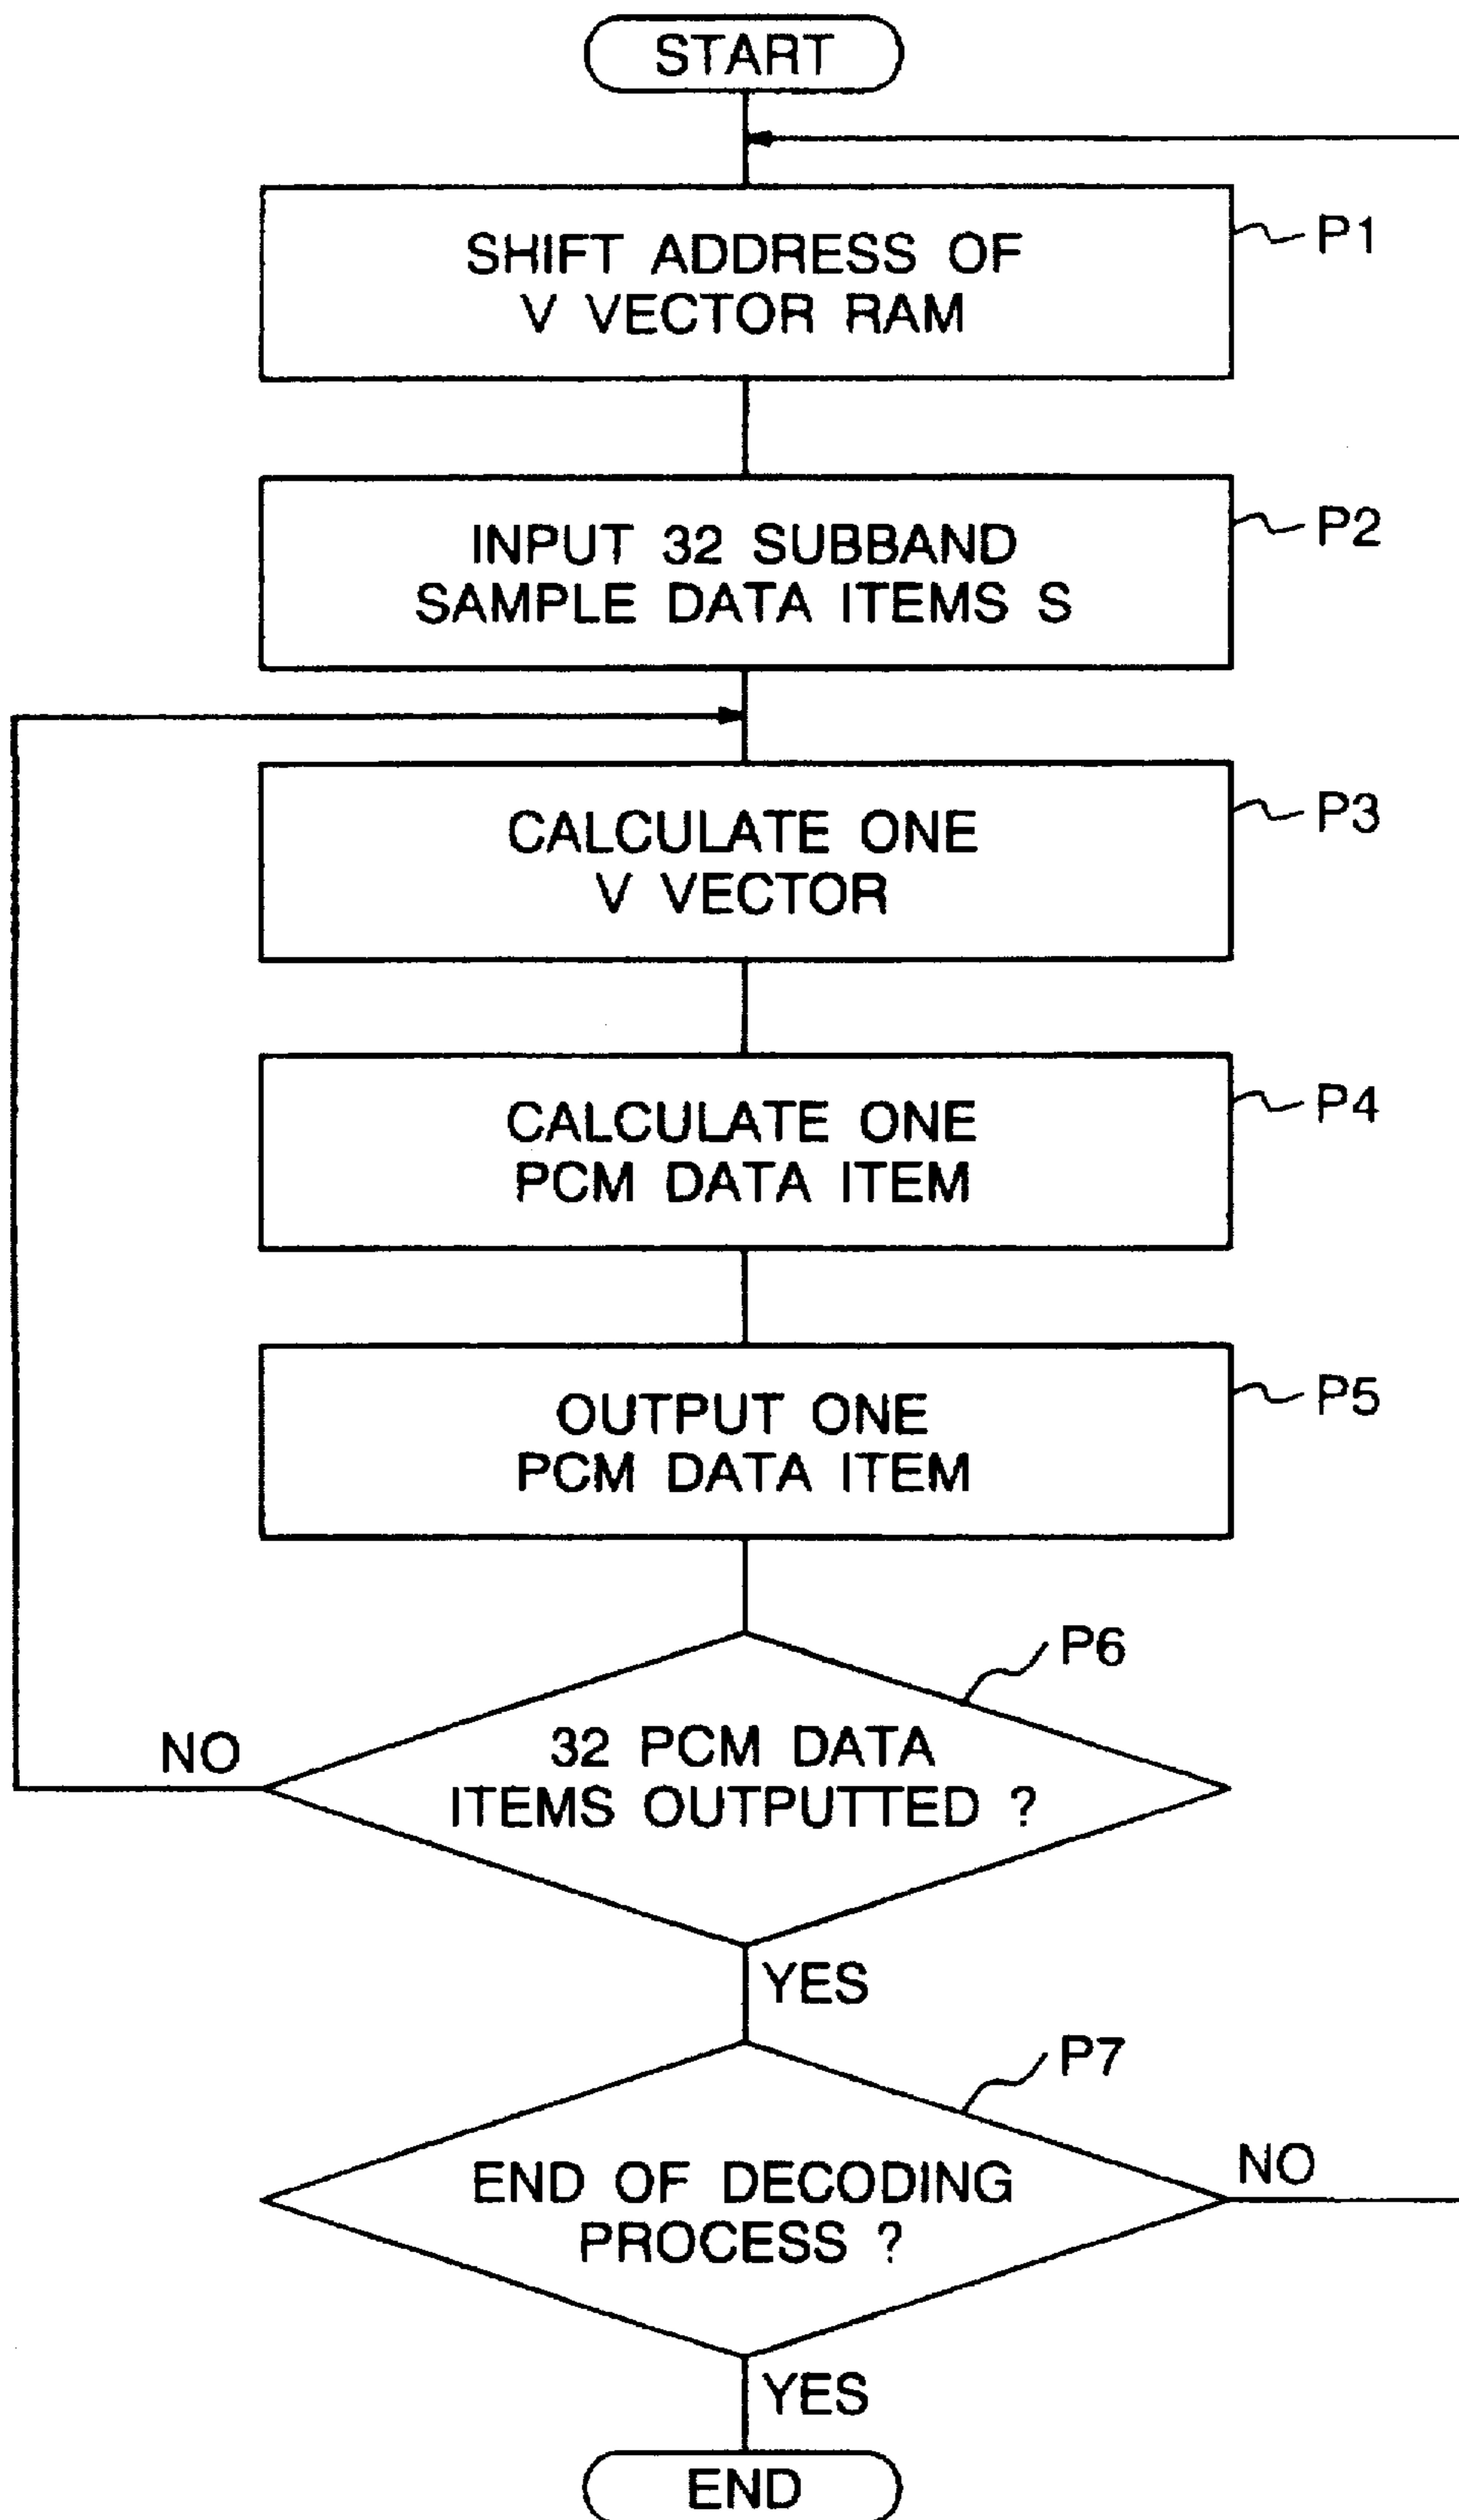 START
SHIFT ADDRESS OF
V VECTOR RAM
P1
INPUT 32 SUBBAND
SAMPLE DATA ITEMS S
P2
CALCULATE ONE
V VECTOR
P3
CALCULATE ONE
PCM DATA ITEM
P4
OUTPUT ONE
PCM DATA ITEM
P5
P6
32 PCM DATA
ITEMS OUTPUTTED ?
NO
YES
P7
END OF DECODING
PROCESS ?
NO
YES
END